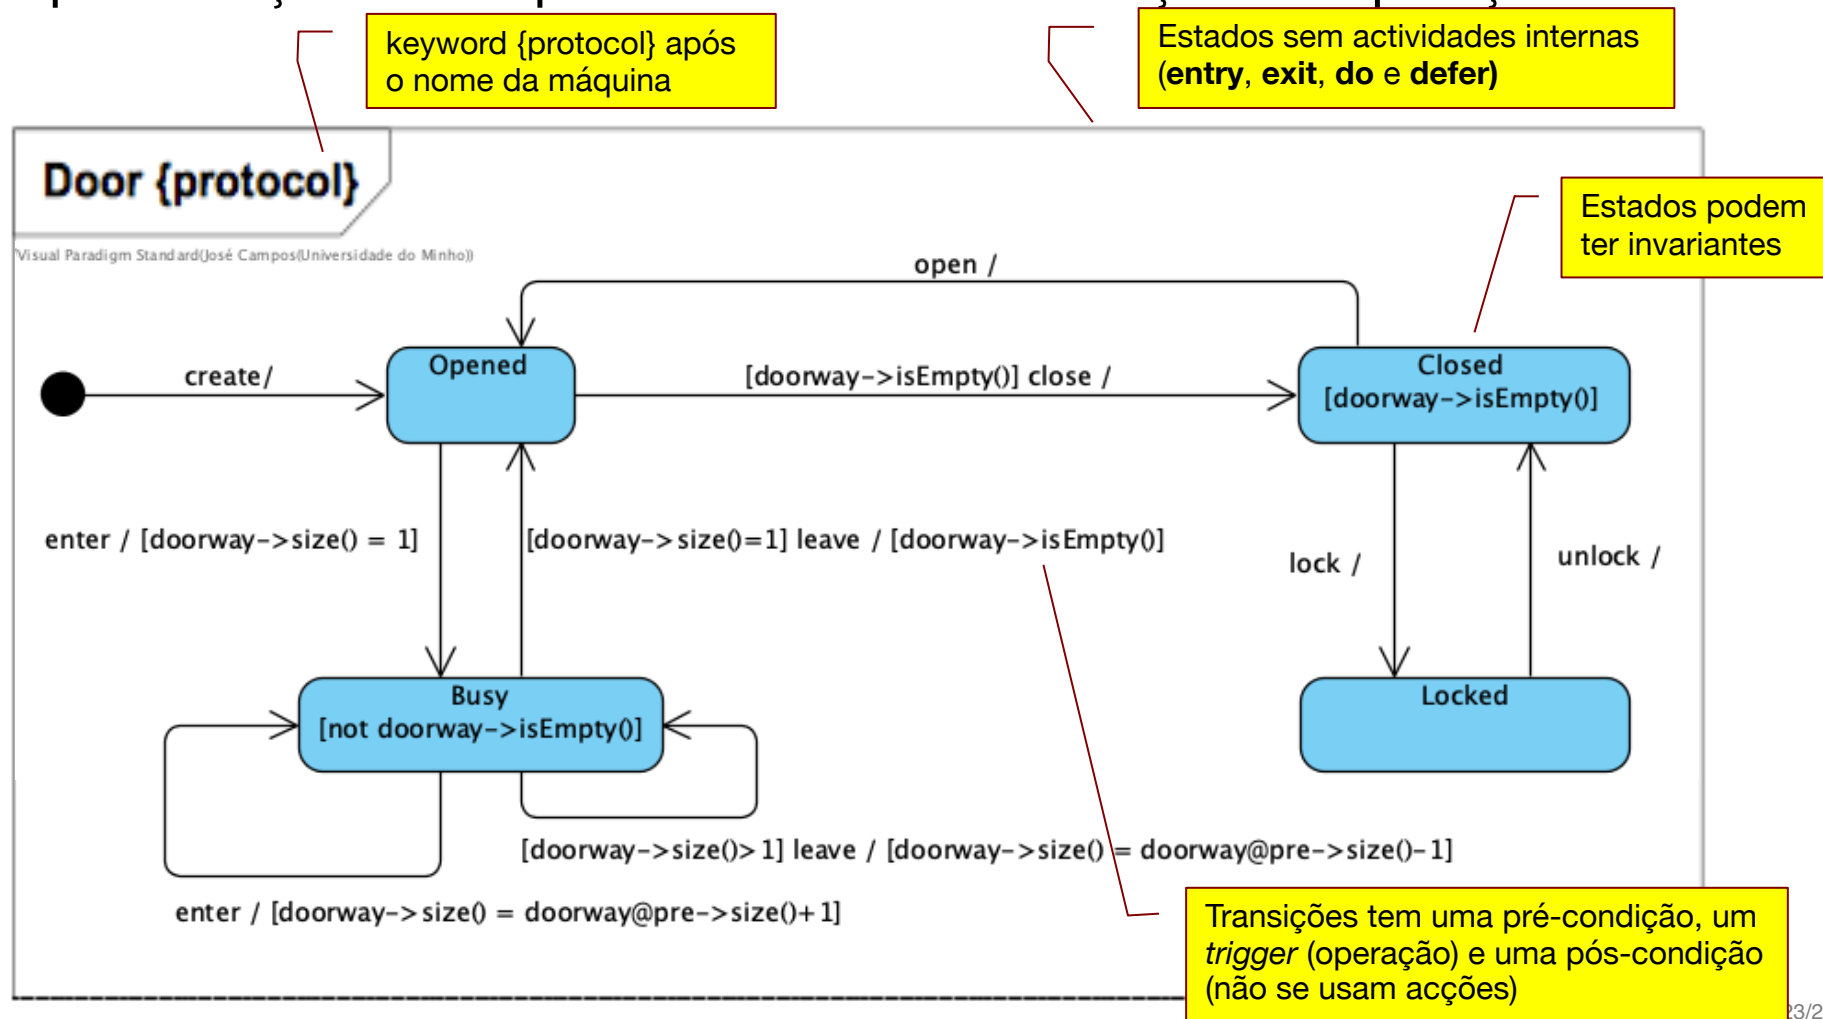 keyword {protocol} após
o nome da máquina
Estados sem actividades internas
(entry, exit, do e defer)
Door {protocol}
Visual Paradigm Standard(José Campos(Universidade do Minho))
Estados podem
ter invariantes
open /
create/
Opened
[doorway->isEmpty()] close /
Closed
[doorway->isEmpty()]
enter / [doorway->size() = 1]
[doorway->size()=1] leave / [doorway->isEmpty()]
lock /
unlock /
Busy
[not doorway->isEmpty()]
Locked
[doorway->size()>1] leave / [doorway->size() = doorway@pre->size()-1]
enter / [doorway->size() = doorway@pre->size()+1]
Transições tem uma pré-condição, um
trigger (operação) e uma pós-condição
(não se usam acções)